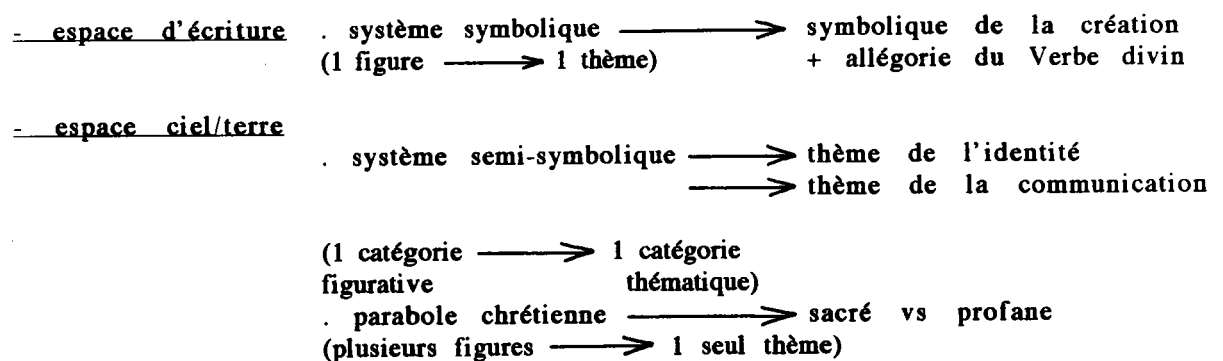 - espace d'écriture . système symbolique ⟶ symbolique de la création
(1 figure ⟶ 1 thème) + allégorie du Verbe divin
- espace ciel/terre
. système semi-symbolique ⟶ thème de l'identité
⟶ thème de la communication
(1 catégorie ⟶ 1 catégorie
figurative thématique)
. parabole chrétienne ⟶ sacré vs profane
(plusieurs figures ⟶ 1 seul thème)